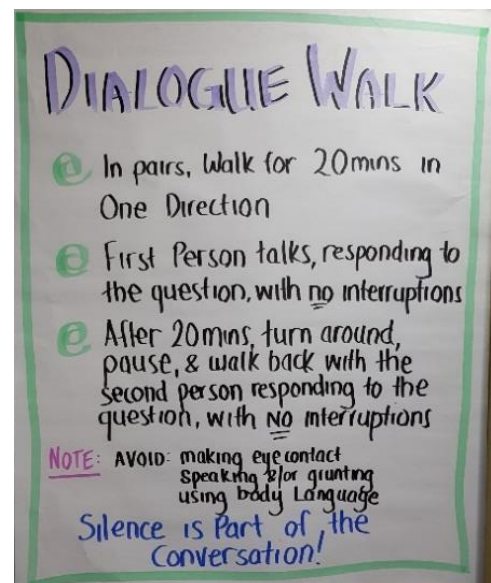 DIALOGUE WALK
In pairs, Walk for 20mins in
One Direction
First Person talks, responding to
the question, with no interruptions
After 20mins, turn around,
pause, & walk back with the
second person responding to the
question, with NO interruptions
NOTE: AVOID: making eye contact
Speaking &/or grunting
using body Language
Silence is Part of the
Conversation!